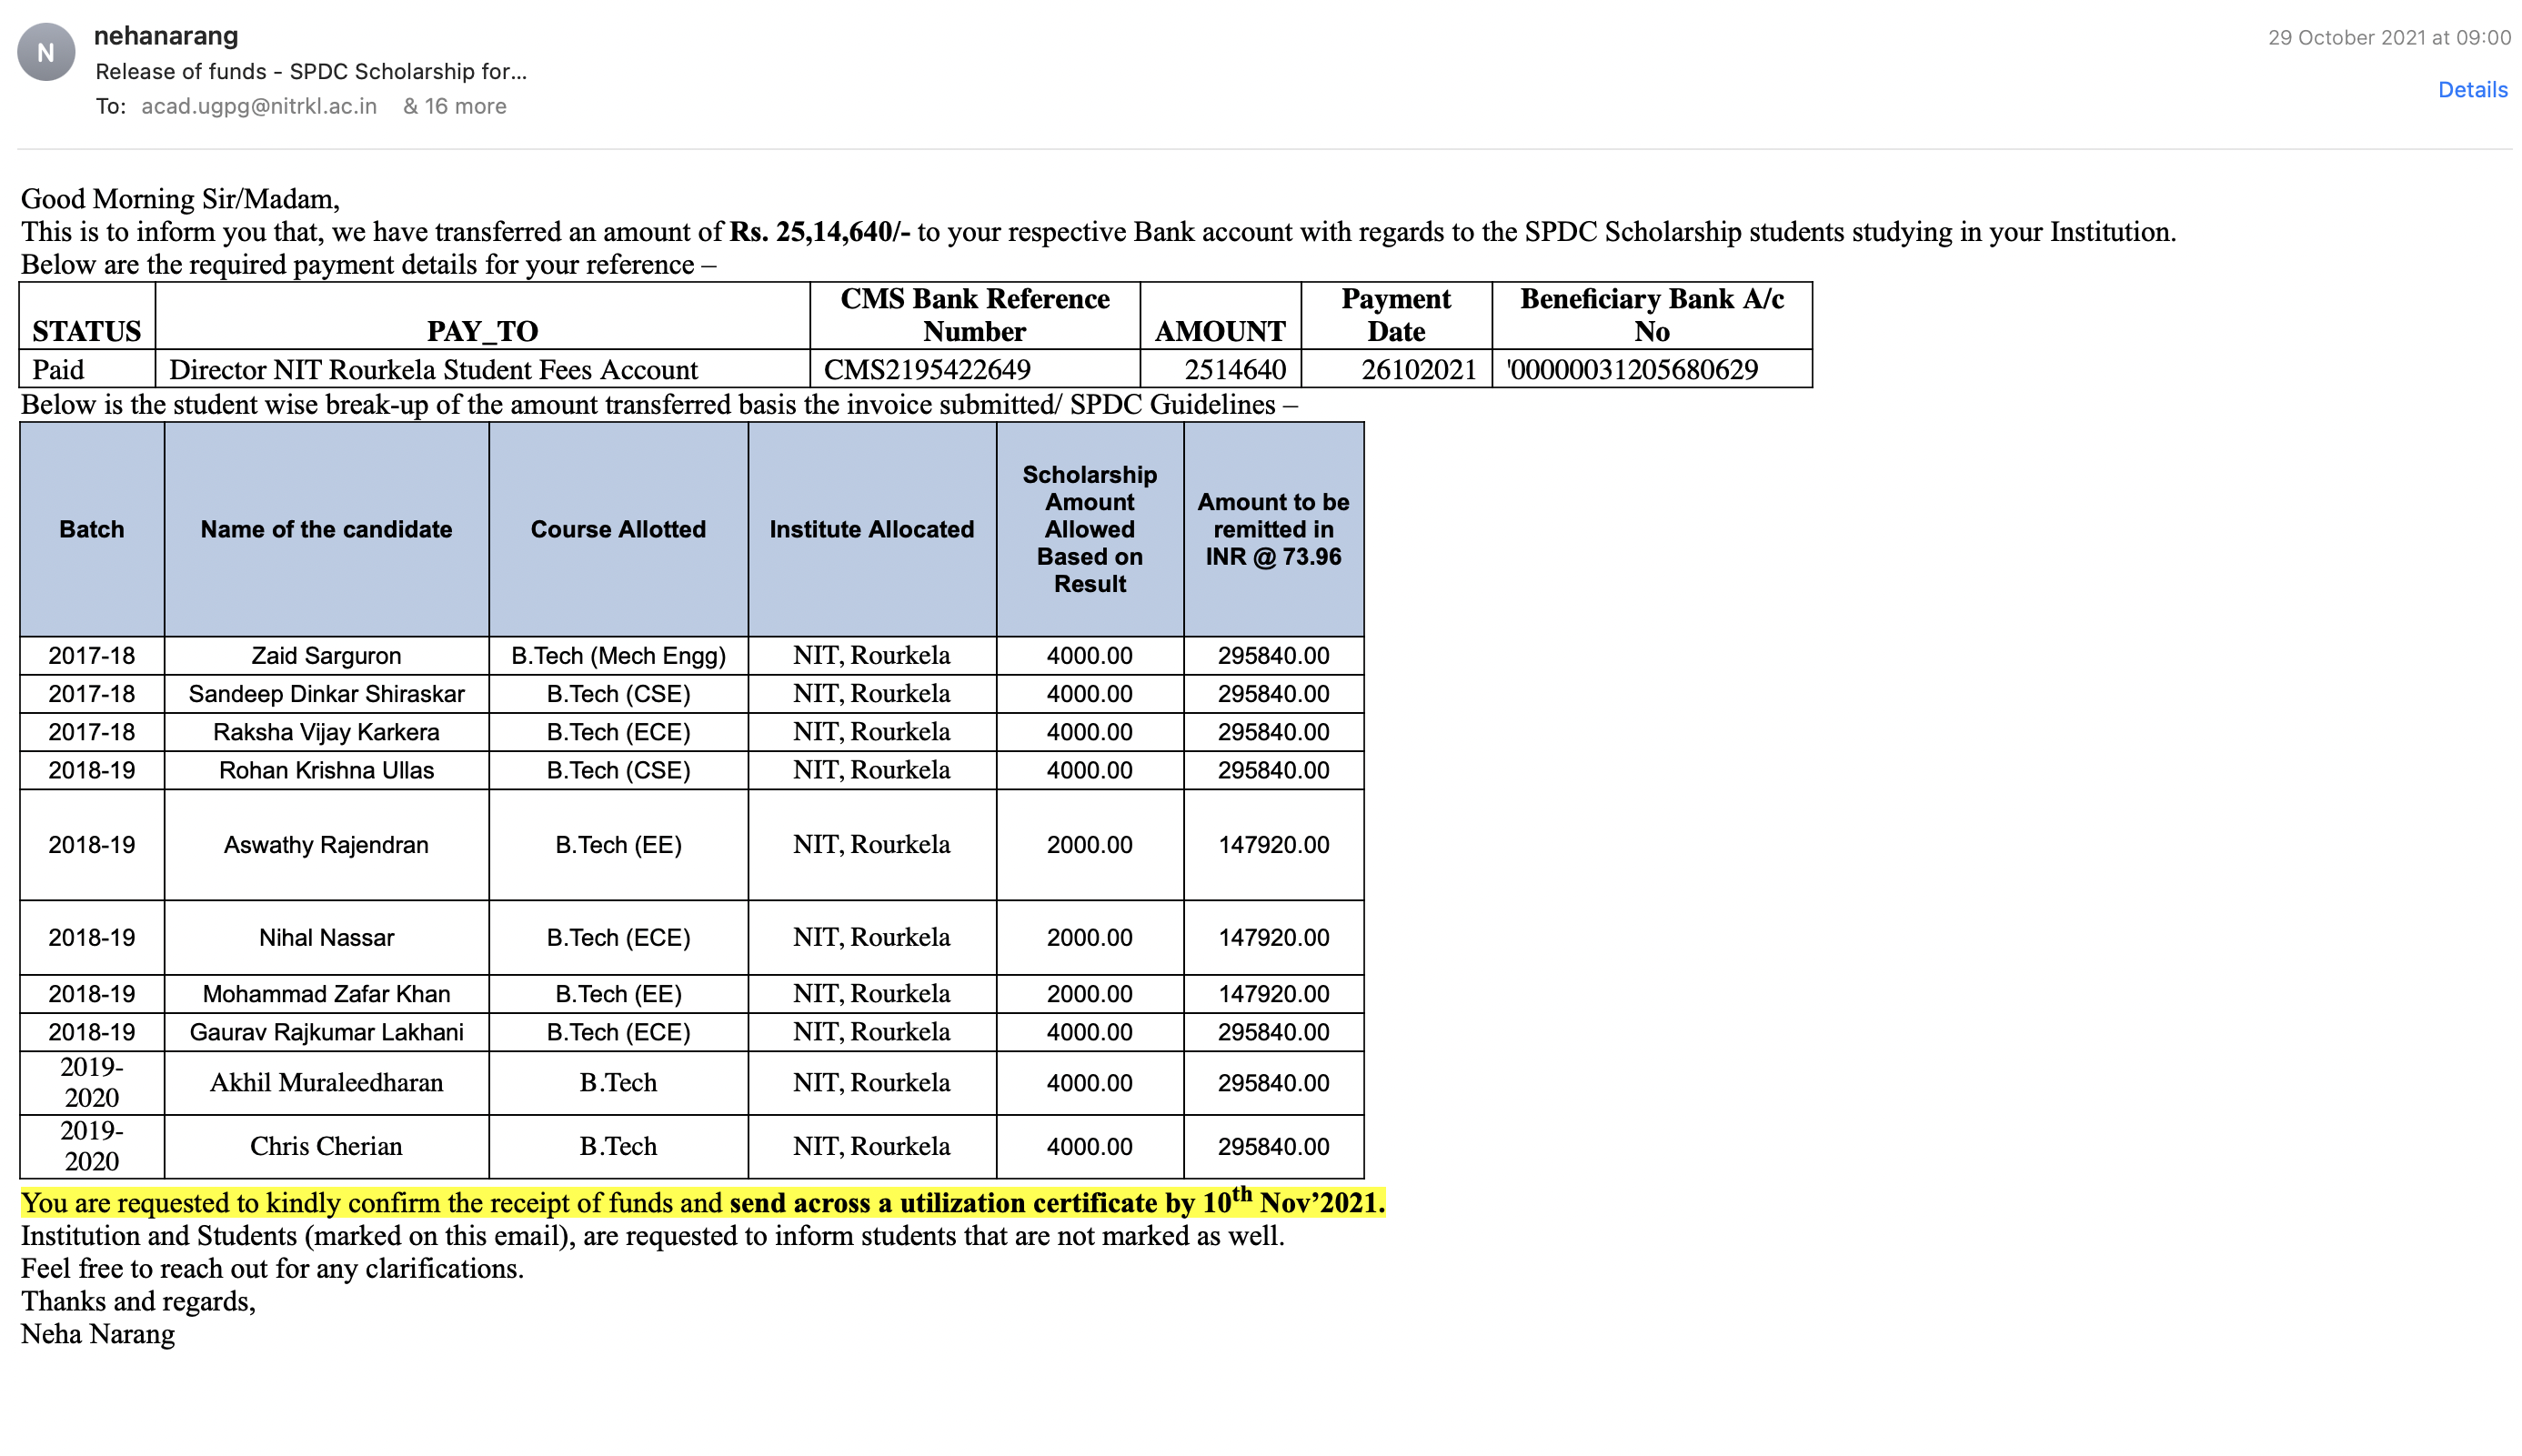 N
nehanarang
29 October 2021 at 09:00
Release of funds - SPDC Scholarship for...
Details
To: acad.ugpg@nitrkl.ac.in & 16 more
Good Morning Sir/Madam,
This is to inform you that, we have transferred an amount of Rs. 25,14,640/- to your respective Bank account with regards to the SPDC Scholarship students studying in your Institution.
Below are the required payment details for your reference –
STATUS PAY_TO CMS Bank Reference Number AMOUNT Payment Date Beneficiary Bank A/c No
Paid Director NIT Rourkela Student Fees Account CMS2195422649 2514640 26102021 '00000031205680629
Below is the student wise break-up of the amount transferred basis the invoice submitted/ SPDC Guidelines –
Batch Name of the candidate Course Allotted Institute Allocated Scholarship Amount Allowed Based on Result Amount to be remitted in INR @ 73.96
2017-18 Zaid Sarguron B.Tech (Mech Engg) NIT, Rourkela 4000.00 295840.00
2017-18 Sandeep Dinkar Shiraskar B.Tech (CSE) NIT, Rourkela 4000.00 295840.00
2017-18 Raksha Vijay Karkera B.Tech (ECE) NIT, Rourkela 4000.00 295840.00
2018-19 Rohan Krishna Ullas B.Tech (CSE) NIT, Rourkela 4000.00 295840.00
2018-19 Aswathy Rajendran B.Tech (EE) NIT, Rourkela 2000.00 147920.00
2018-19 Nihal Nassar B.Tech (ECE) NIT, Rourkela 2000.00 147920.00
2018-19 Mohammad Zafar Khan B.Tech (EE) NIT, Rourkela 2000.00 147920.00
2018-19 Gaurav Rajkumar Lakhani B.Tech (ECE) NIT, Rourkela 4000.00 295840.00
2019-2020 Akhil Muraleedharan B.Tech NIT, Rourkela 4000.00 295840.00
2019-2020 Chris Cherian B.Tech NIT, Rourkela 4000.00 295840.00
You are requested to kindly confirm the receipt of funds and send across a utilization certificate by 10th Nov’2021.
Institution and Students (marked on this email), are requested to inform students that are not marked as well.
Feel free to reach out for any clarifications.
Thanks and regards,
Neha Narang